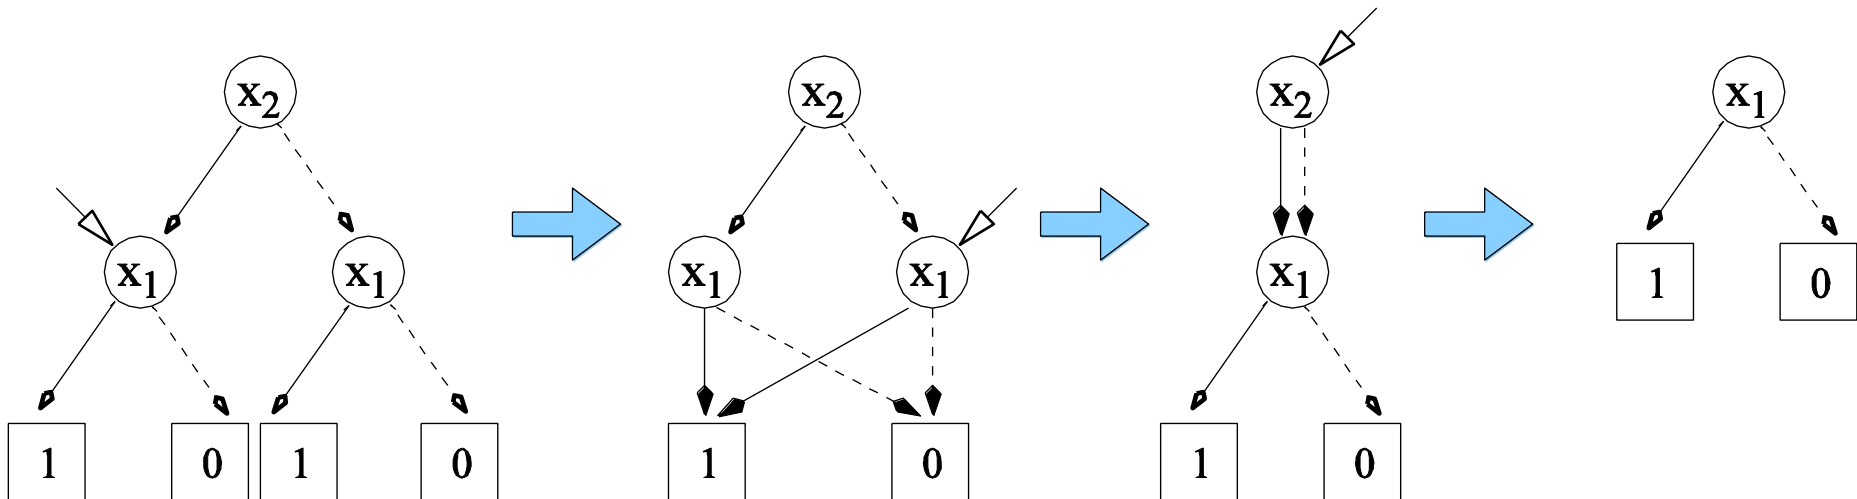 x₂ x₂ x₂ x₁
x₁ x₁ x₁ x₁ x₁ 1 0
1 0 1 0 1 0 1 0